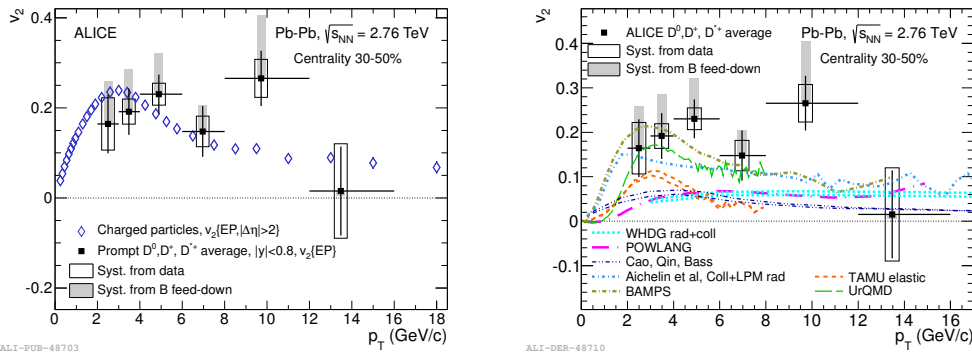 v₂
0.4
0.2
0
-0.2
ALICE
Pb-Pb, √sNN = 2.76 TeV
Centrality 30-50%
Charged particles, v₂{EP,|Δη|>2}
Prompt D⁰,D⁺, D*⁺ average, |y|<0.8, v₂{EP}
Syst. from data
Syst. from B feed-down
0 2 4 6 8 10 12 14 16 18
p_T (GeV/c)
ALI-PUB-48703
v₂
0.4
0.3
0.2
0.1
0
-0.1
ALICE D⁰,D⁺, D*⁺ average
Syst. from data
Syst. from B feed-down
Pb-Pb, √sNN = 2.76 TeV
Centrality 30-50%
WHDG rad+coll
POWLANG
Cao, Qin, Bass
Aichelin et al, Coll+LPM rad
BAMPS
TAMU elastic
UrQMD
0 2 4 6 8 10 12 14 16
p_T (GeV/c)
ALI-DER-48710